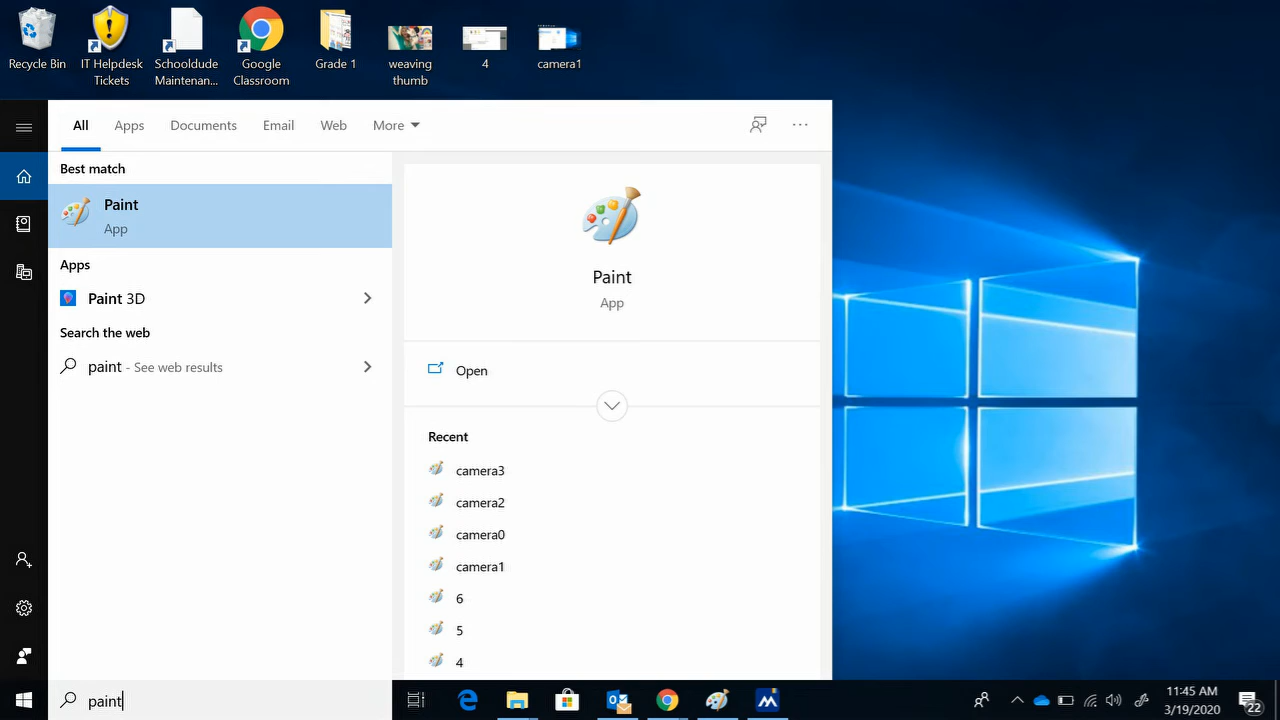 Recycle Bin
IT Helpdesk
Tickets
Schooldude
Maintenan...
Google
Classroom
Grade 1
weaving
thumb
4
camera1
All
Apps
Documents
Email
Web
More
Best match
Paint
App
Apps
Paint 3D
Search the web
paint - See web results
Paint
App
Open
Recent
camera3
camera2
camera0
camera1
6
5
4
paint
11:45 AM
3/19/2020
22